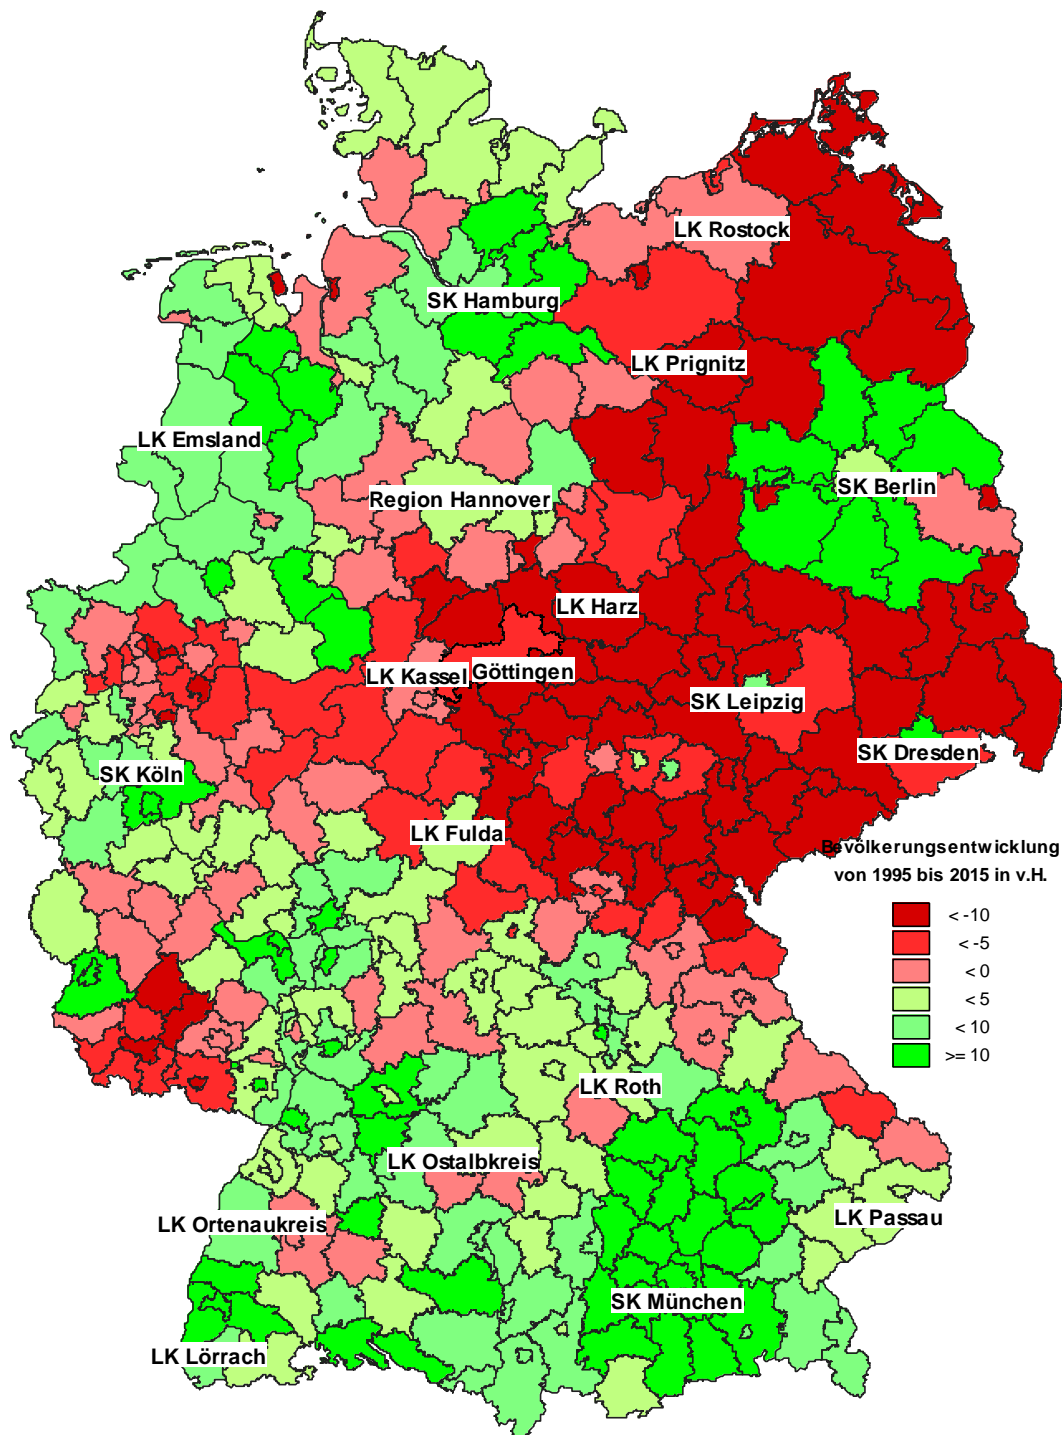 LK Rostock
SK Hamburg
LK Prignitz
LK Emsland
SK Berlin
Region Hannover
LK Harz
LK Kassel
Göttingen
SK Leipzig
SK Dresden
SK Köln
LK Fulda
Bevölkerungsentwicklung
von 1995 bis 2015 in v.H.
< -10
< -5
< 0
< 5
< 10
>= 10
LK Roth
LK Ostalbkreis
LK Ortenaukreis
LK Passau
SK München
LK Lörrach